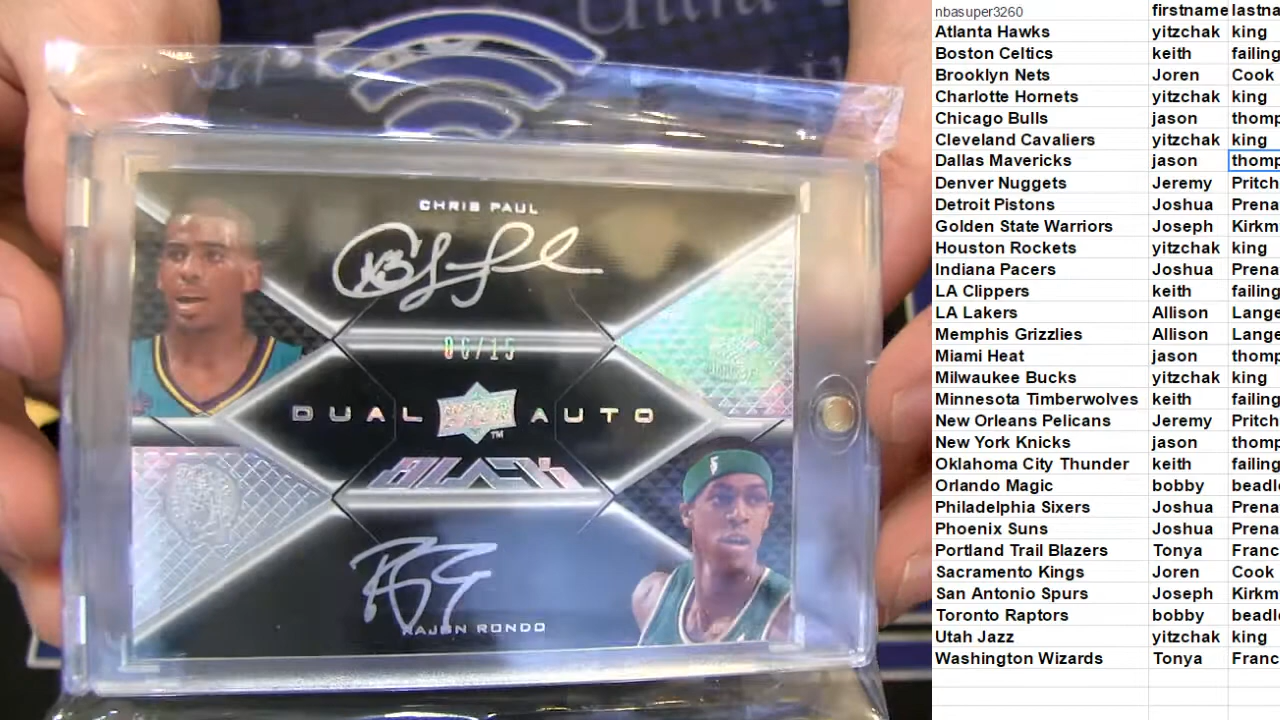 CHRIS PAUL
06/15
DUAL AUTO
TM
BLACK
RAJON RONDO
nbasuper3260 firstname lastna
Atlanta Hawks yitzchak king
Boston Celtics keith failing
Brooklyn Nets Joren Cook
Charlotte Hornets yitzchak king
Chicago Bulls jason thomp
Cleveland Cavaliers yitzchak king
Dallas Mavericks jason thomp
Denver Nuggets Jeremy Pritch
Detroit Pistons Joshua Prena
Golden State Warriors Joseph Kirkm
Houston Rockets yitzchak king
Indiana Pacers Joshua Prena
LA Clippers keith failing
LA Lakers Allison Lange
Memphis Grizzlies Allison Lange
Miami Heat jason thomp
Milwaukee Bucks yitzchak king
Minnesota Timberwolves keith failing
New Orleans Pelicans Jeremy Pritch
New York Knicks jason thomp
Oklahoma City Thunder keith failing
Orlando Magic bobby beadle
Philadelphia Sixers Joshua Prena
Phoenix Suns Joshua Prena
Portland Trail Blazers Tonya Franc
Sacramento Kings Joren Cook
San Antonio Spurs Joseph Kirkm
Toronto Raptors bobby beadle
Utah Jazz yitzchak king
Washington Wizards Tonya Franc